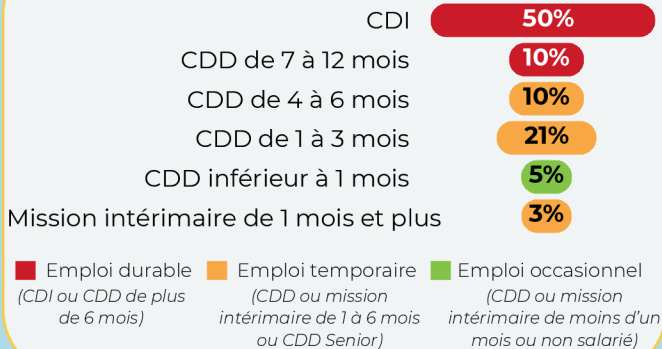 CDI 50%
CDD de 7 à 12 mois 10%
CDD de 4 à 6 mois 10%
CDD de 1 à 3 mois 21%
CDD inférieur à 1 mois 5%
Mission intérimaire de 1 mois et plus 3%
Emploi durable Emploi temporaire Emploi occasionnel
(CDI ou CDD de plus (CDD ou mission (CDD ou mission
de 6 mois) intérimaire de 1 à 6 mois intérimaire de moins d'un
ou CDD Senior) mois ou non salarié)